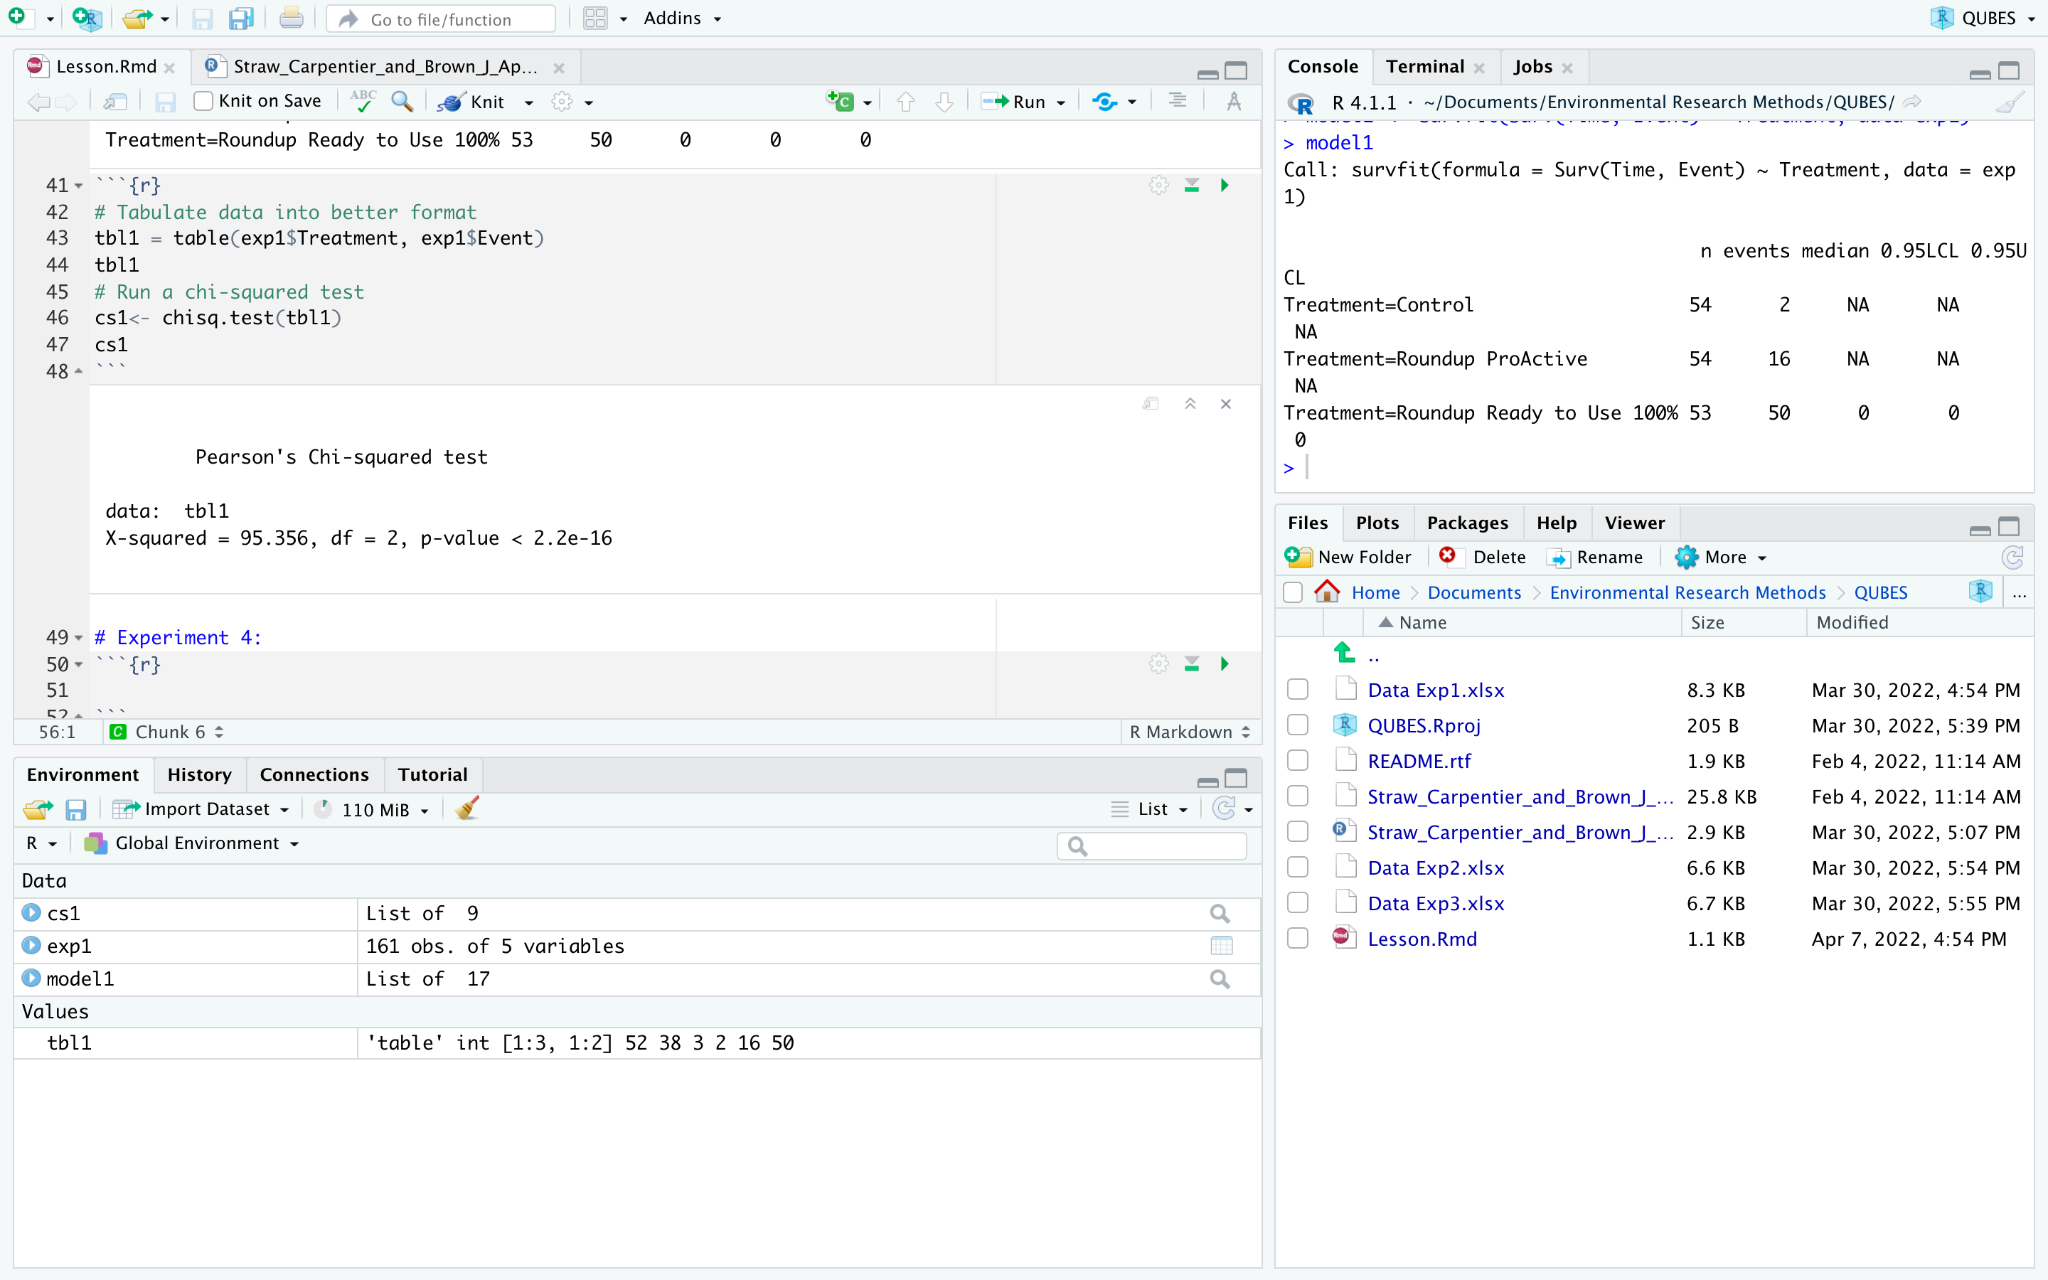 Go to file/function
Addins
QUBES
Lesson.Rmd
Straw_Carpentier_and_Brown_J_Ap...
Knit on Save
ABC
Knit
Run
Treatment=Roundup Ready to Use 100% 53 50 0 0 0
41 ```{r}
42 # Tabulate data into better format
43 tbl1 = table(exp1$Treatment, exp1$Event)
44 tbl1
45 # Run a chi-squared test
46 cs1<- chisq.test(tbl1)
47 cs1
48 ```
Pearson's Chi-squared test
data: tbl1
X-squared = 95.356, df = 2, p-value < 2.2e-16
49 # Experiment 4:
50 ```{r}
51
52 ```
56:1 Chunk 6 R Markdown
Environment History Connections Tutorial
Import Dataset 110 MiB List
R Global Environment
Data
cs1 List of 9
exp1 161 obs. of 5 variables
model1 List of 17
Values
tbl1 'table' int [1:3, 1:2] 52 38 3 2 16 50
Console Terminal Jobs
R 4.1.1 · ~/Documents/Environmental Research Methods/QUBES/
> model1
Call: survfit(formula = Surv(Time, Event) ~ Treatment, data = exp
1)
n events median 0.95LCL 0.95U
CL
Treatment=Control 54 2 NA NA
NA
Treatment=Roundup ProActive 54 16 NA NA
NA
Treatment=Roundup Ready to Use 100% 53 50 0 0
0
>
Files Plots Packages Help Viewer
New Folder Delete Rename More
Home Documents Environmental Research Methods QUBES ...
Name Size Modified
..
Data Exp1.xlsx 8.3 KB Mar 30, 2022, 4:54 PM
QUBES.Rproj 205 B Mar 30, 2022, 5:39 PM
README.rtf 1.9 KB Feb 4, 2022, 11:14 AM
Straw_Carpentier_and_Brown_J_... 25.8 KB Feb 4, 2022, 11:14 AM
Straw_Carpentier_and_Brown_J_... 2.9 KB Mar 30, 2022, 5:07 PM
Data Exp2.xlsx 6.6 KB Mar 30, 2022, 5:54 PM
Data Exp3.xlsx 6.7 KB Mar 30, 2022, 5:55 PM
Lesson.Rmd 1.1 KB Apr 7, 2022, 4:54 PM